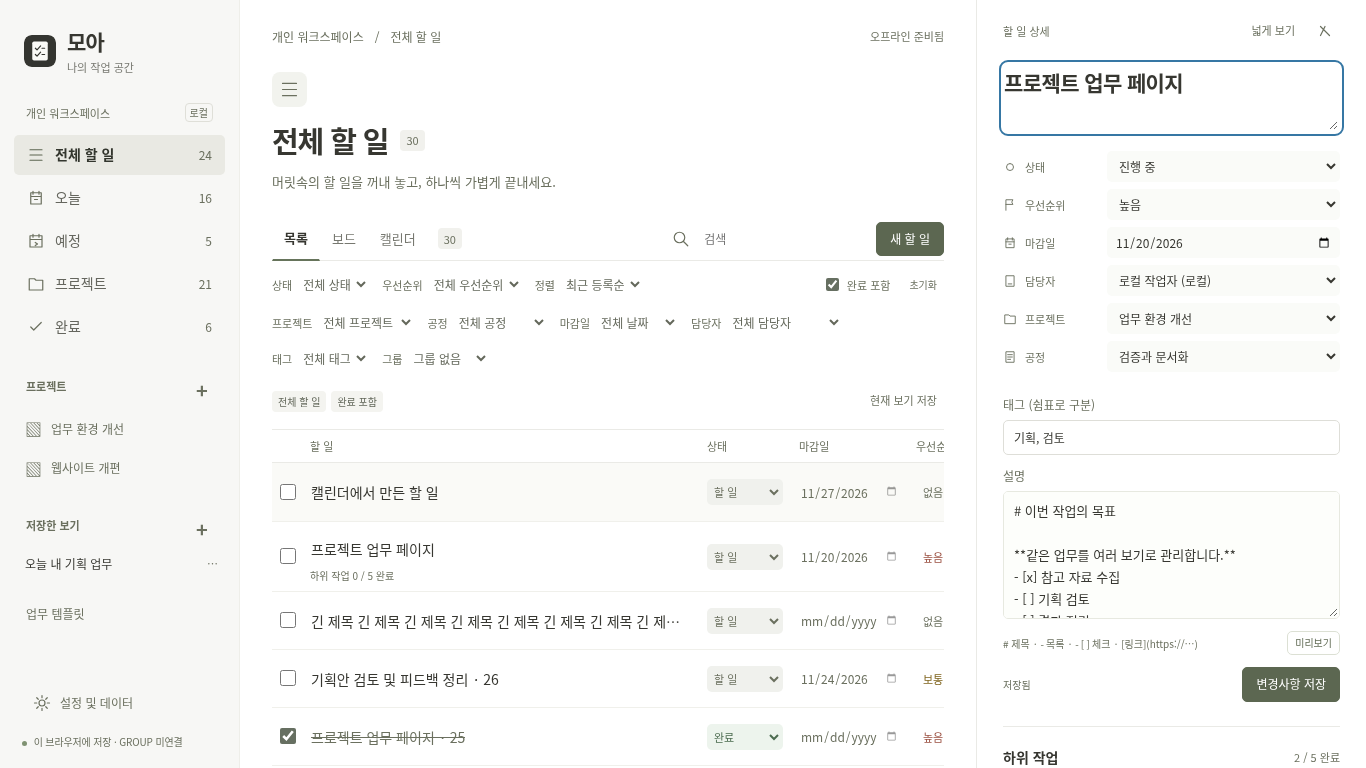 모아
나의 작업 공간
개인 워크스페이스 로컬
전체 할 일 24
오늘 16
예정 5
프로젝트 21
완료 6
프로젝트 +
업무 환경 개선
웹사이트 개편
저장한 보기 +
오늘 내 기획 업무 ···
업무 템플릿
설정 및 데이터
이 브라우저에 저장 · GROUP 미연결
개인 워크스페이스 / 전체 할 일 오프라인 준비됨
전체 할 일 30
머릿속의 할 일을 꺼내 놓고, 하나씩 가볍게 끝내세요.
목록 보드 캘린더 30 검색 새 할 일
상태 전체 상태 우선순위 전체 우선순위 정렬 최근 등록순 완료 포함 초기화
프로젝트 전체 프로젝트 공정 전체 공정 마감일 전체 날짜 담당자 전체 담당자
태그 전체 태그 그룹 그룹 없음
전체 할 일 완료 포함 현재 보기 저장
할 일 상태 마감일 우선순
캘린더에서 만든 할 일 할 일 11/27/2026 없음
프로젝트 업무 페이지 할 일 11/20/2026 높음
하위 작업 0 / 5 완료
긴 제목 긴 제목 긴 제목 긴 제목 긴 제목 긴 제목 긴 제목 긴 제… 할 일 mm/dd/yyyy 없음
기획안 검토 및 피드백 정리 · 26 할 일 11/24/2026 보통
프로젝트 업무 페이지 · 25 완료 mm/dd/yyyy 높음
할 일 상세 넓게 보기
프로젝트 업무 페이지
상태 진행 중
우선순위 높음
마감일 11/20/2026
담당자 로컬 작업자 (로컬)
프로젝트 업무 환경 개선
공정 검증과 문서화
태그 (쉼표로 구분)
기획, 검토
설명
# 이번 작업의 목표
**같은 업무를 여러 보기로 관리합니다.**
- [x] 참고 자료 수집
- [ ] 기획 검토
# 제목 · - 목록 · - [ ] 체크 · [링크](https://…) 미리보기
저장됨 변경사항 저장
하위 작업 2 / 5 완료